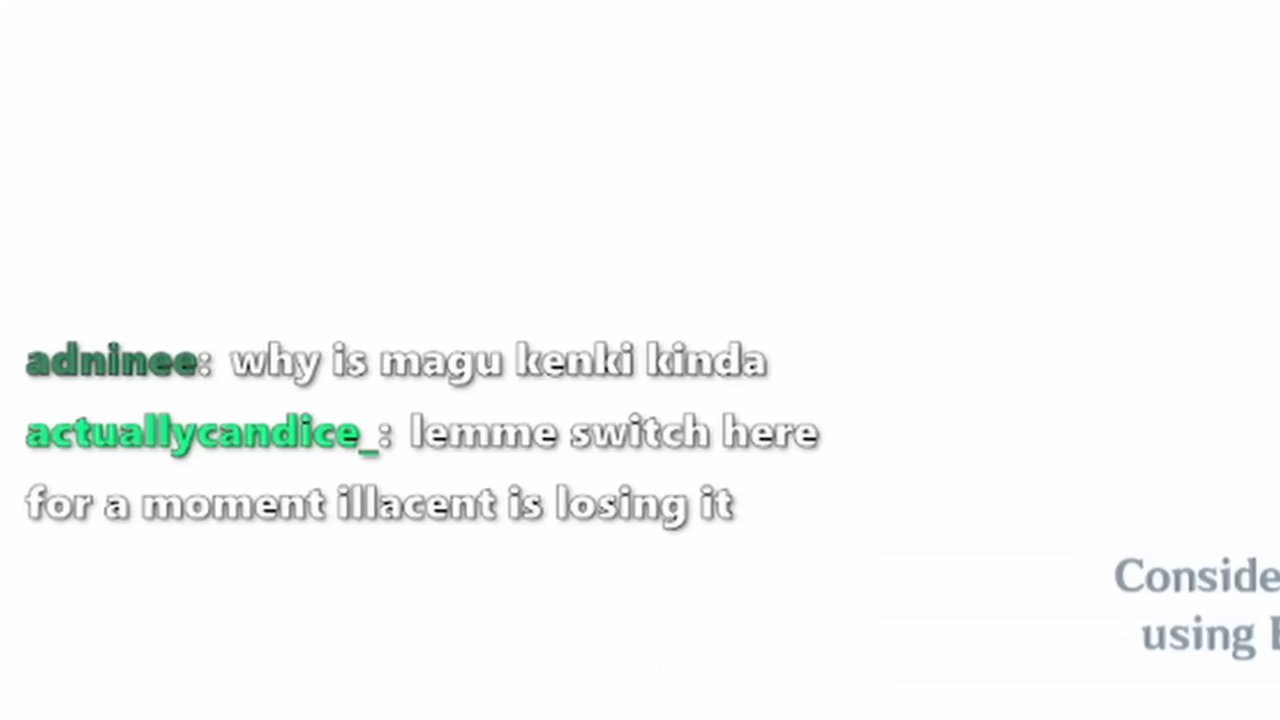 adninee: why is magu kenki kinda
actuallycandice_: lemme switch here
for a moment illacent is losing it
Conside
using